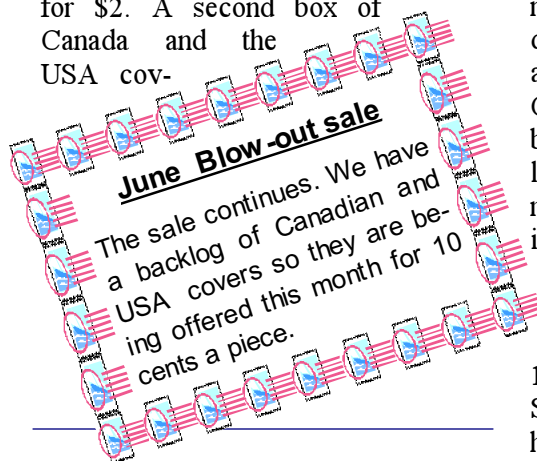 for $2. A second box of
Canada and the
USA cov-
June Blow-out sale
The sale continues. We have
a backlog of Canadian and
USA covers so they are be-
ing offered this month for 10
cents a piece.